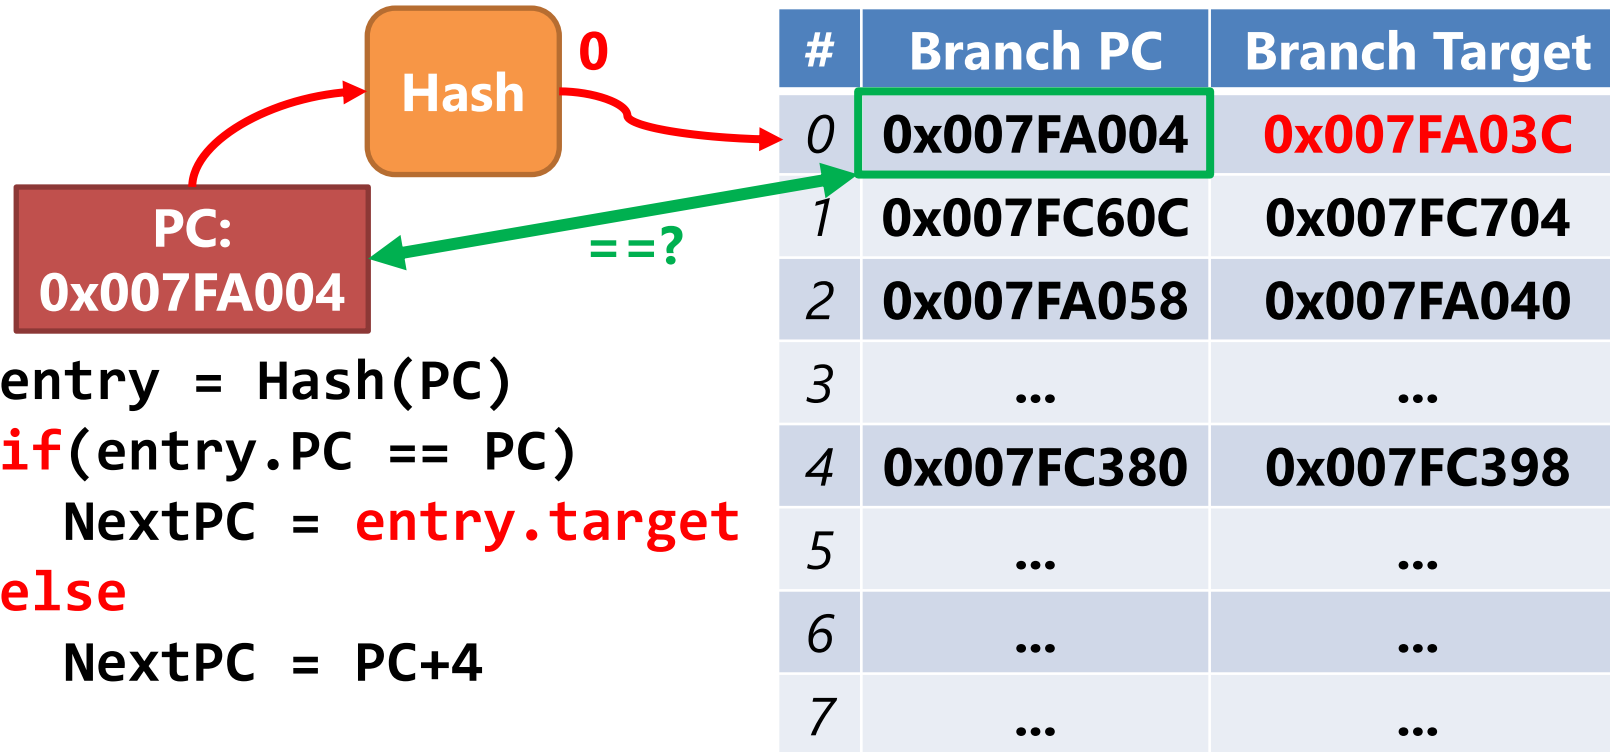 Hash
0
PC:
0x007FA004
==?
entry = Hash(PC)
if(entry.PC == PC)
NextPC = entry.target
else
NextPC = PC+4
# Branch PC Branch Target
0 0x007FA004 0x007FA03C
1 0x007FC60C 0x007FC704
2 0x007FA058 0x007FA040
3 ... ...
4 0x007FC380 0x007FC398
5 ... ...
6 ... ...
7 ... ...